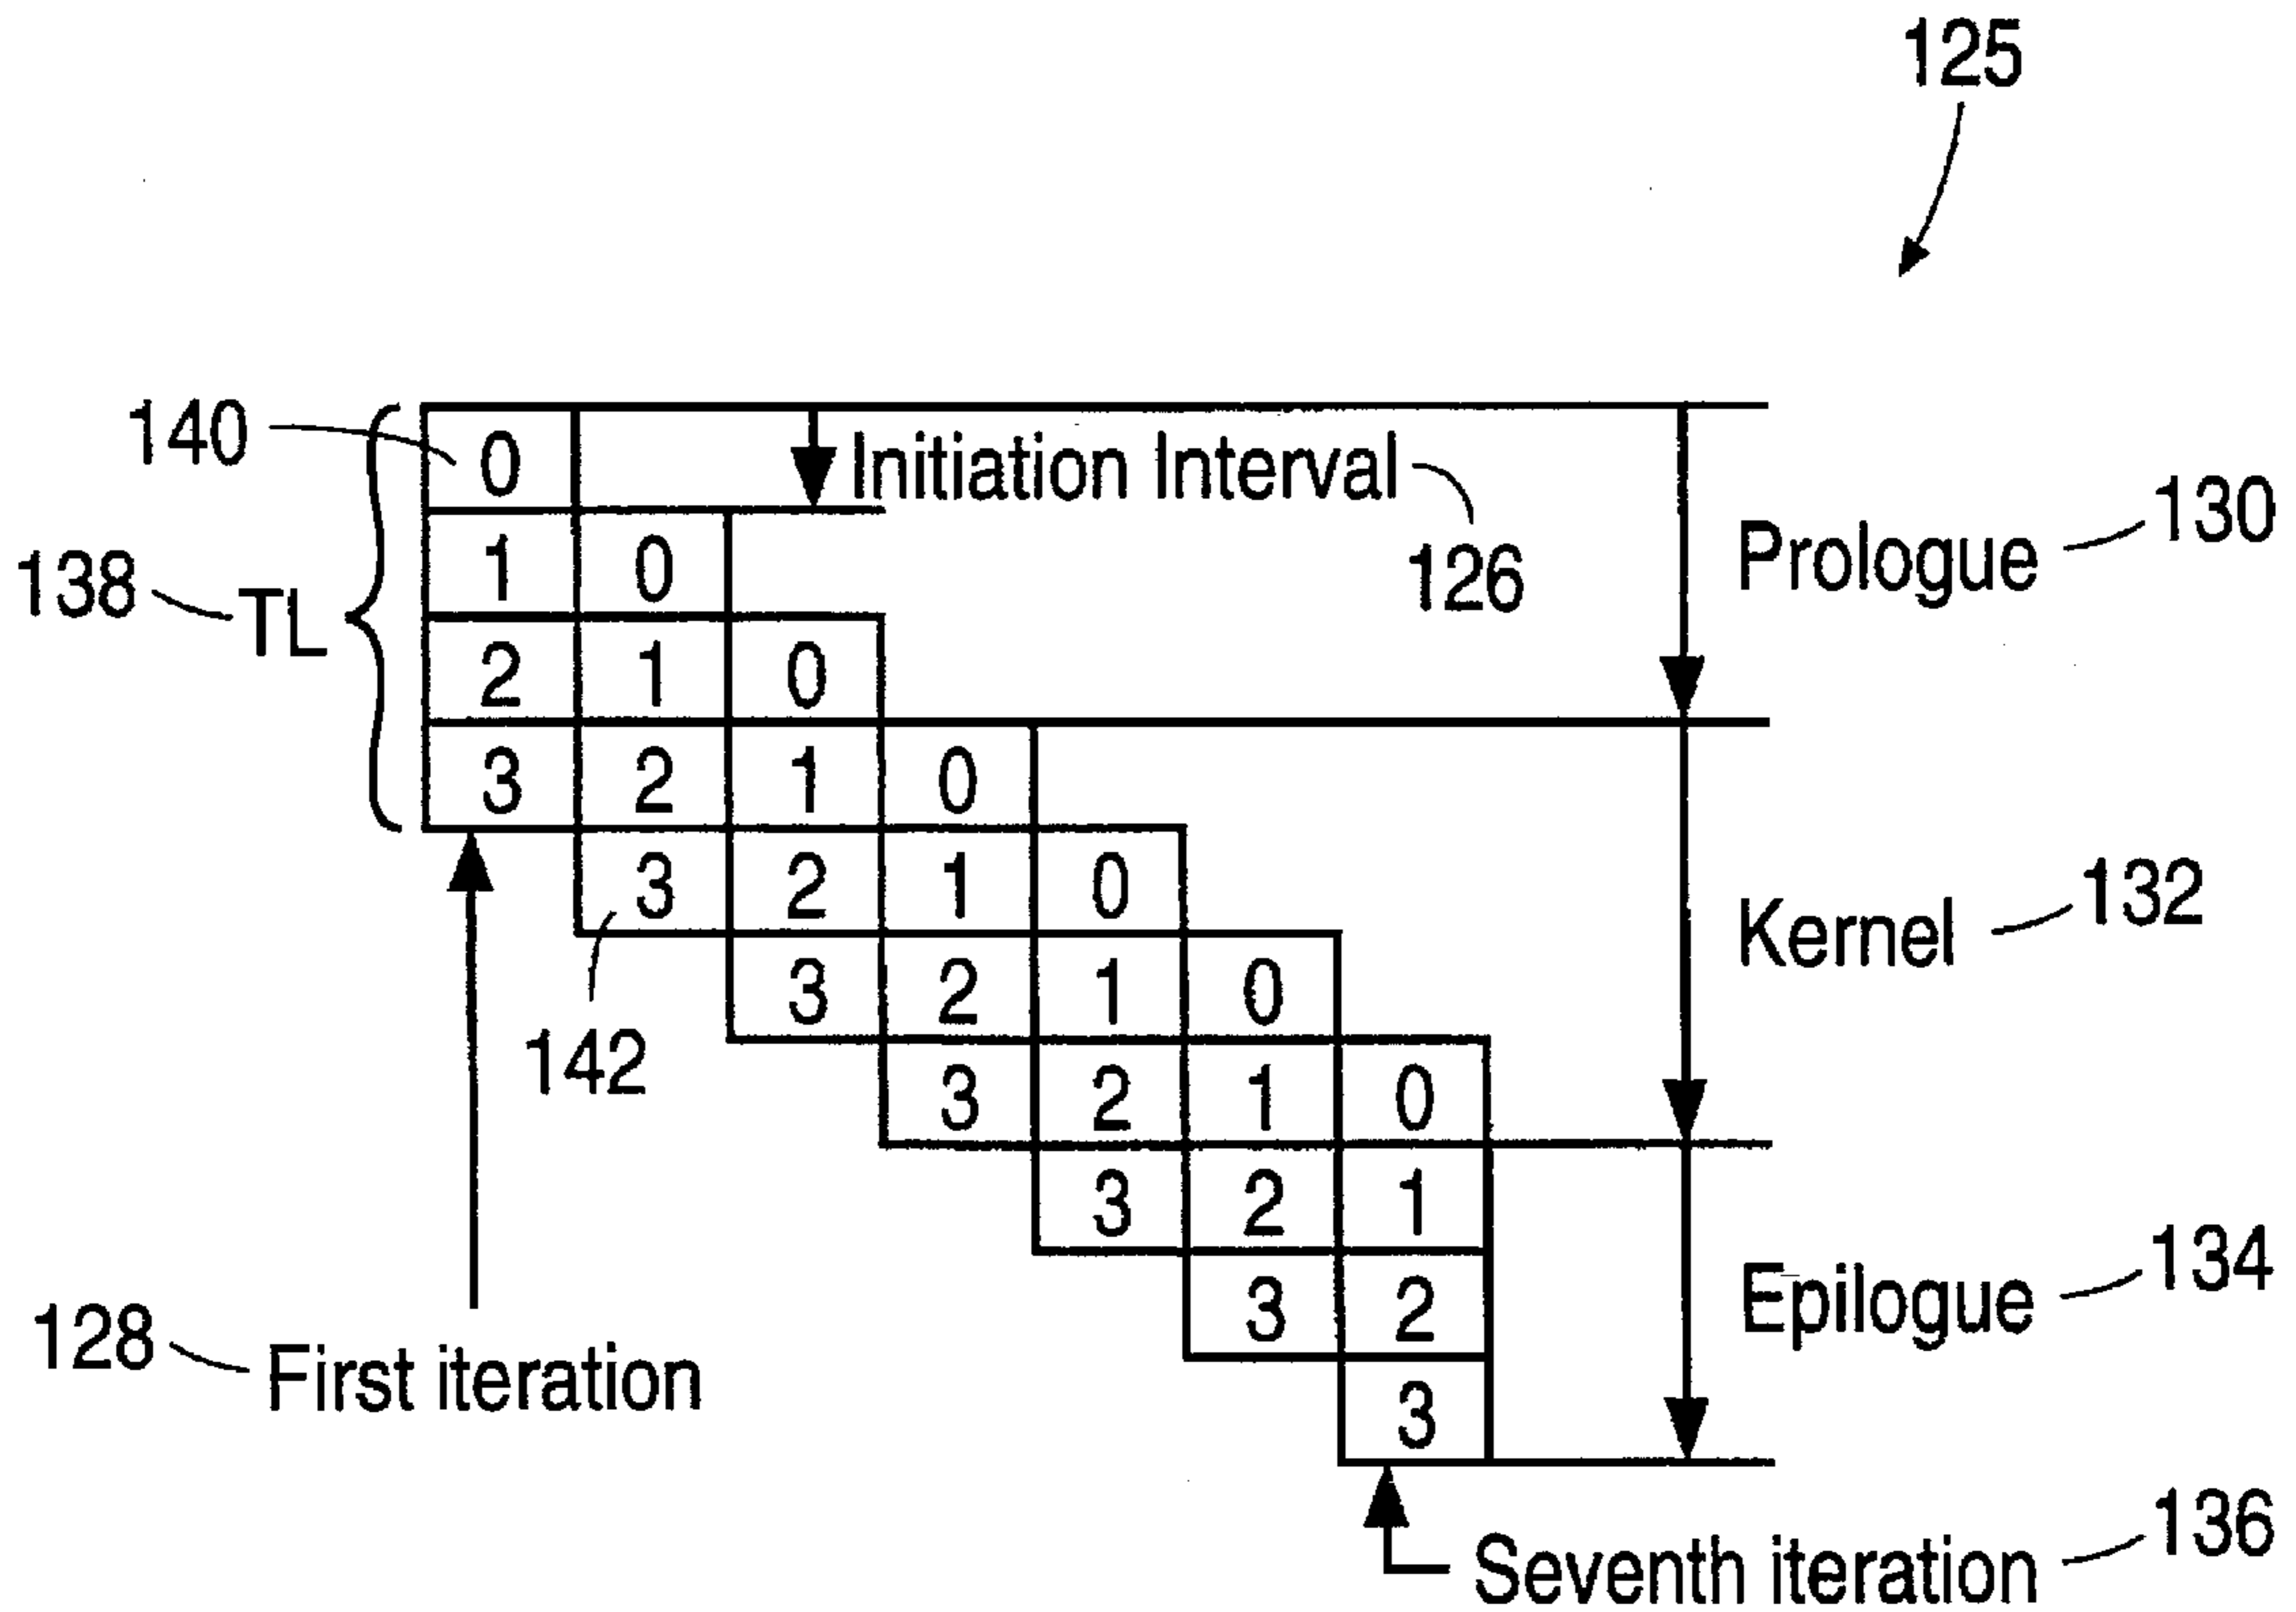 125
140 0 Initiation Interval
130
1 0 126 Prologue
138 TL
2 1 0
3 2 1 0
3 2 1 0 Kernel 132
3 2 1 0
142
3 2 1 0
3 2 1
134
3 2 Epilogue
128 First iteration
3
136
Seventh iteration